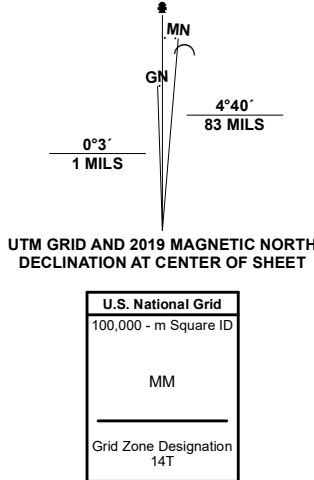 MN
GN
4°40´
83 MILS
0°3´
1 MILS
UTM GRID AND 2019 MAGNETIC NORTH
DECLINATION AT CENTER OF SHEET
U.S. National Grid
100,000 - m Square ID
MM
Grid Zone Designation
14T